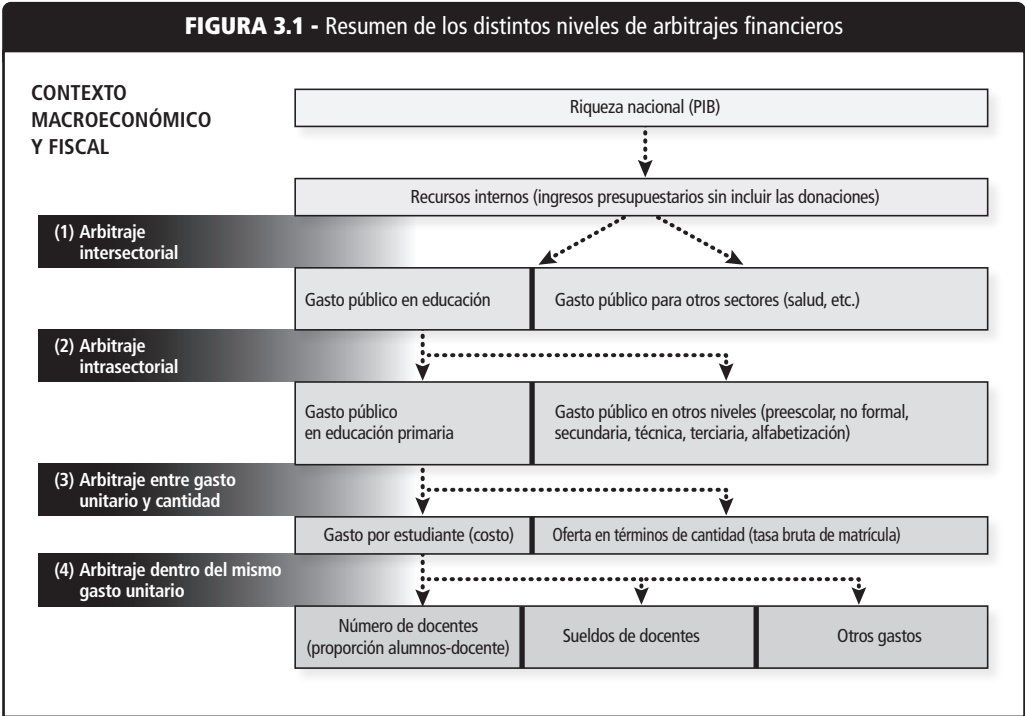 FIGURA 3.1 - Resumen de los distintos niveles de arbitrajes financieros
CONTEXTO
MACROECONÓMICO
Y FISCAL
Riqueza nacional (PIB)
Recursos internos (ingresos presupuestarios sin incluir las donaciones)
(1) Arbitraje
intersectorial
Gasto público en educación
Gasto público para otros sectores (salud, etc.)
(2) Arbitraje
intrasectorial
Gasto público
en educación primaria
Gasto público en otros niveles (preescolar, no formal,
secundaria, técnica, terciaria, alfabetización)
(3) Arbitraje entre gasto
unitario y cantidad
Gasto por estudiante (costo)
Oferta en términos de cantidad (tasa bruta de matrícula)
(4) Arbitraje dentro del mismo
gasto unitario
Número de docentes
(proporción alumnos-docente)
Sueldos de docentes
Otros gastos